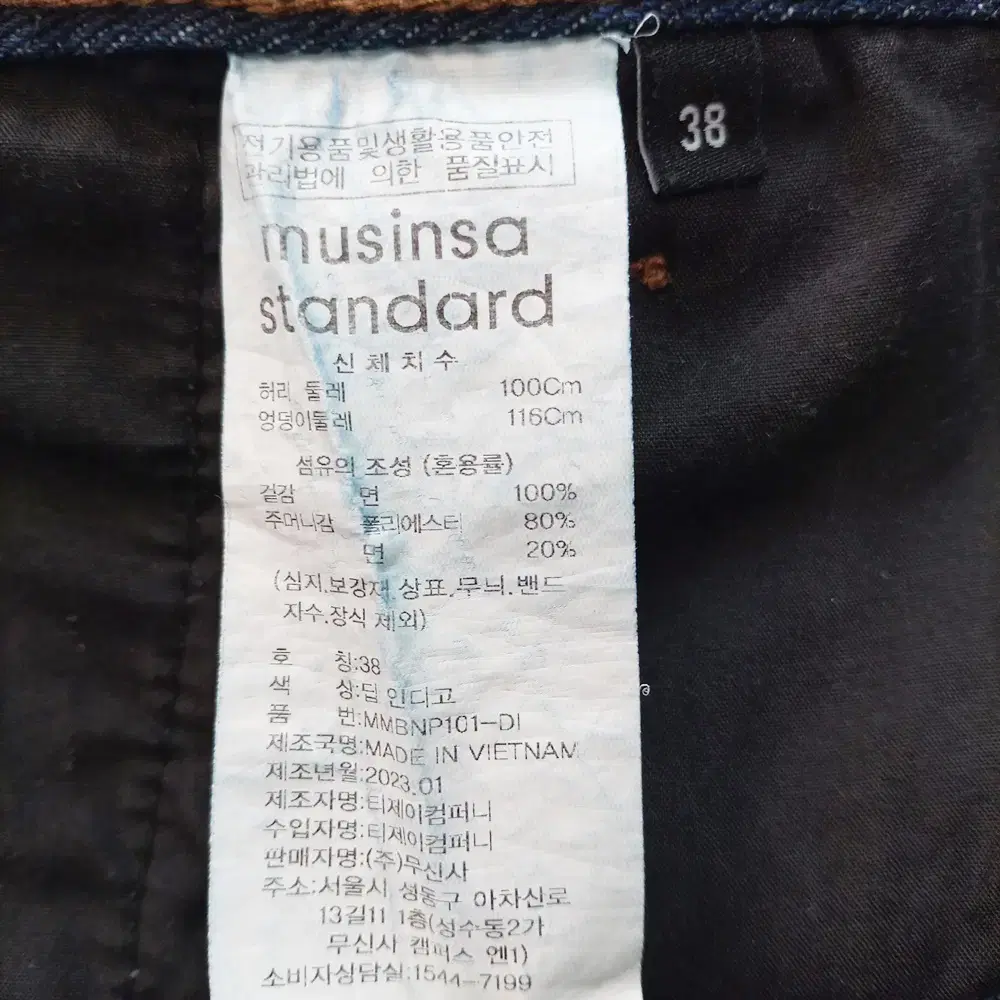 38
전기용품및생활용품안전
관리법에 의한 품질표시
musinsa
standard
신체치수
허리 둘레 100Cm
엉덩이둘레 116Cm
섬유의 조성 (혼용률)
겉감 면 100%
주머니감 폴리에스터 80%
면 20%
(심지.보강재.상표.무늬.밴드
자수.장식 제외)
호 칭:38
색 상:딥 인디고
품 번:MMBNP101-DI
제조국명:MADE IN VIETNAM
제조년월:2023.01
제조자명:티제이컴퍼니
수입자명:티제이컴퍼니
판매자명:(주)무신사
주소:서울시 성동구 아차산로
13길11 1층(성수동2가
무신사 캠퍼스 엔1)
소비자상담실:1544-7199